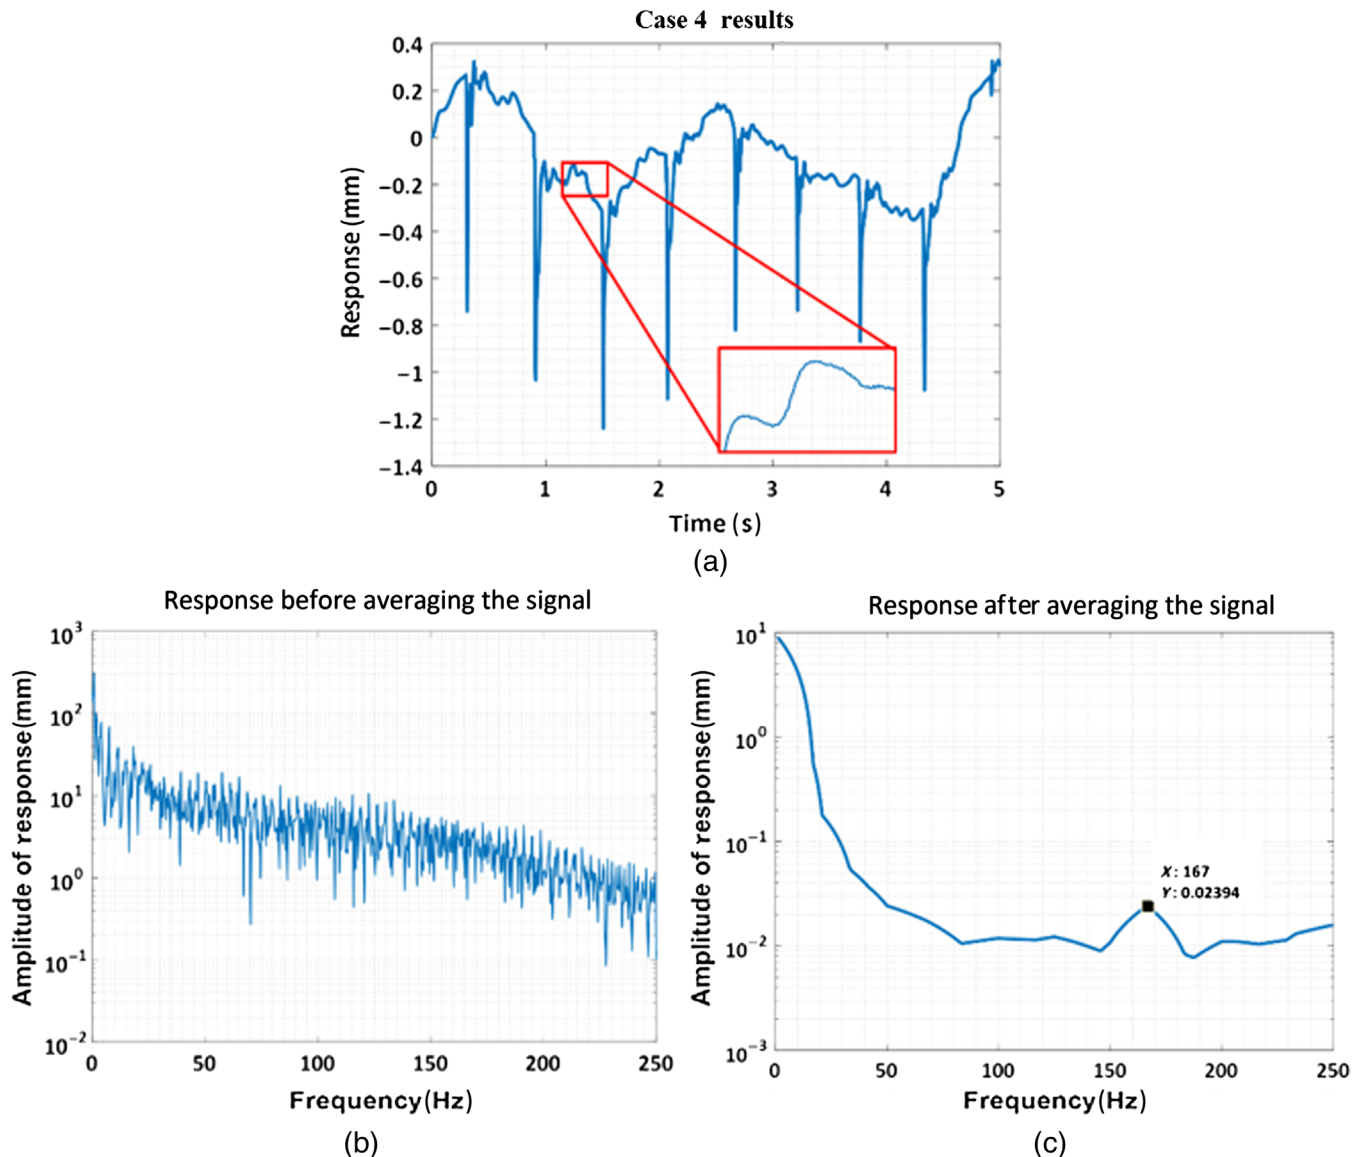 Case 4 results
0.4
0.2
0
−0.2
−0.4
−0.6
−0.8
−1
−1.2
−1.4
Response (mm)
0 1 2 3 4 5
Time (s)
(a)
Response before averaging the signal
10^3
10^2
10^1
10^0
10^−1
10^−2
Amplitude of response(mm)
0 50 100 150 200 250
Frequency(Hz)
(b)
Response after averaging the signal
10^1
10^0
10^−1
10^−2
10^−3
Amplitude of response(mm)
X: 167
Y: 0.02394
0 50 100 150 200 250
Frequency(Hz)
(c)